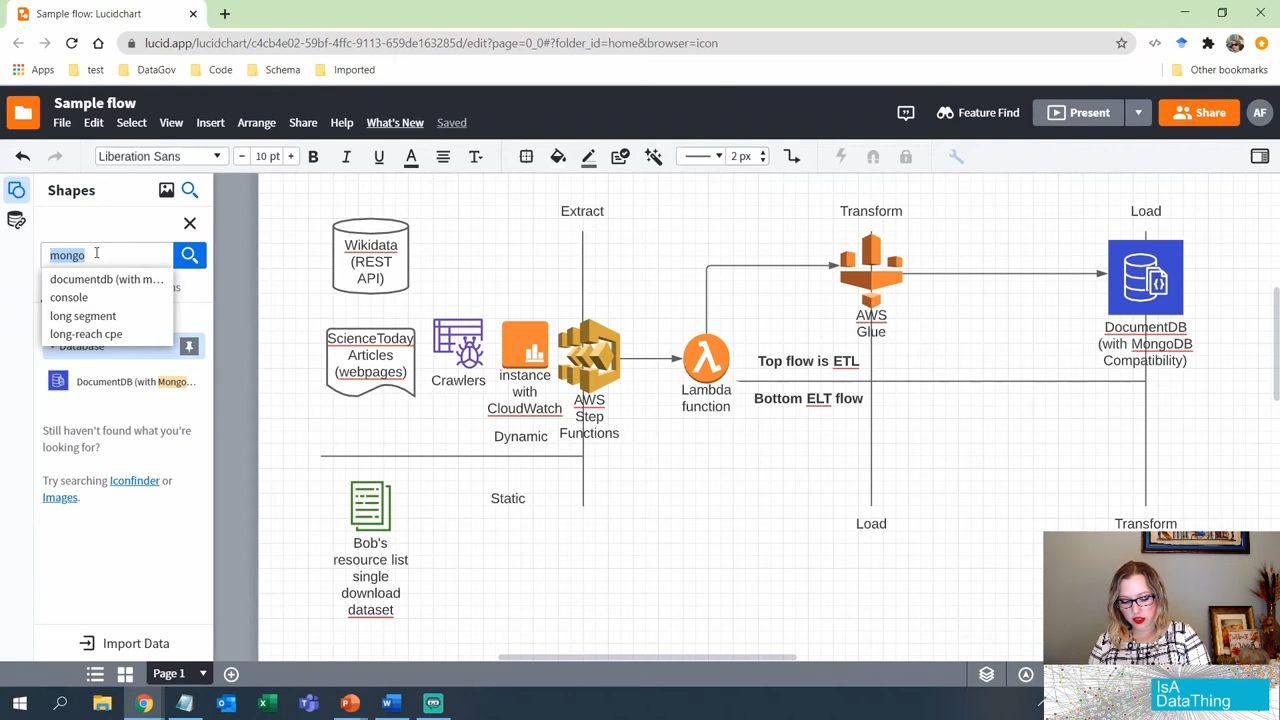 Sample flow: Lucidchart
lucid.app/lucidchart/c4cb4e02-59bf-4ffc-9113-659de163285d/edit?page=0_0#?folder_id=home&browser=icon
Apps test DataGov Code Schema Imported Other bookmarks
Sample flow
File Edit Select View Insert Arrange Share Help What's New Saved
Feature Find Present Share AF
Liberation Sans 10 pt B I U A T 2 px
Shapes
mongo
documentdb (with m...
console
long segment
long-reach cpe
Database
DocumentDB (with Mongo...
Still haven't found what you're
looking for?
Try searching Iconfinder or
Images.
Import Data
Extract
Transform
Load
Wikidata
(REST
API)
ScienceToday
Articles
(webpages)
Crawlers
instance
with
CloudWatch
AWS
Step
Functions
Lambda
function
AWS
Glue
DocumentDB
(with MongoDB
Compatibility)
Top flow is ETL
Bottom ELT flow
Dynamic
Static
Load
Transform
Bob's
resource list
single
download
dataset
Page 1
IsA
DataThing